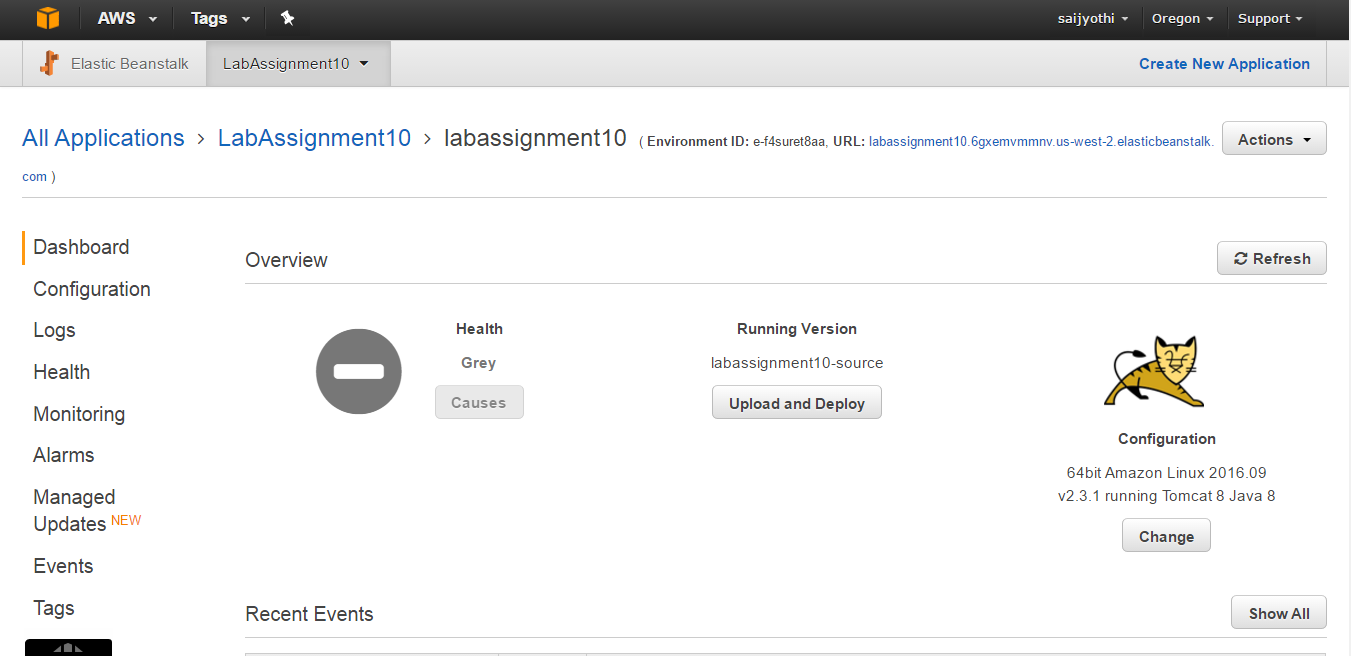 AWS Tags saijyothi Oregon Support
Elastic Beanstalk LabAssignment10 Create New Application
All Applications › LabAssignment10 › labassignment10 ( Environment ID: e-f4suret8aa, URL: labassignment10.6gxemvmmnv.us-west-2.elasticbeanstalk. Actions
com )
Dashboard
Configuration
Logs
Health
Monitoring
Alarms
Managed
Updates NEW
Events
Tags
Overview Refresh
Health
Grey
Causes
Running Version
labassignment10-source
Upload and Deploy
Configuration
64bit Amazon Linux 2016.09
v2.3.1 running Tomcat 8 Java 8
Change
Recent Events Show All